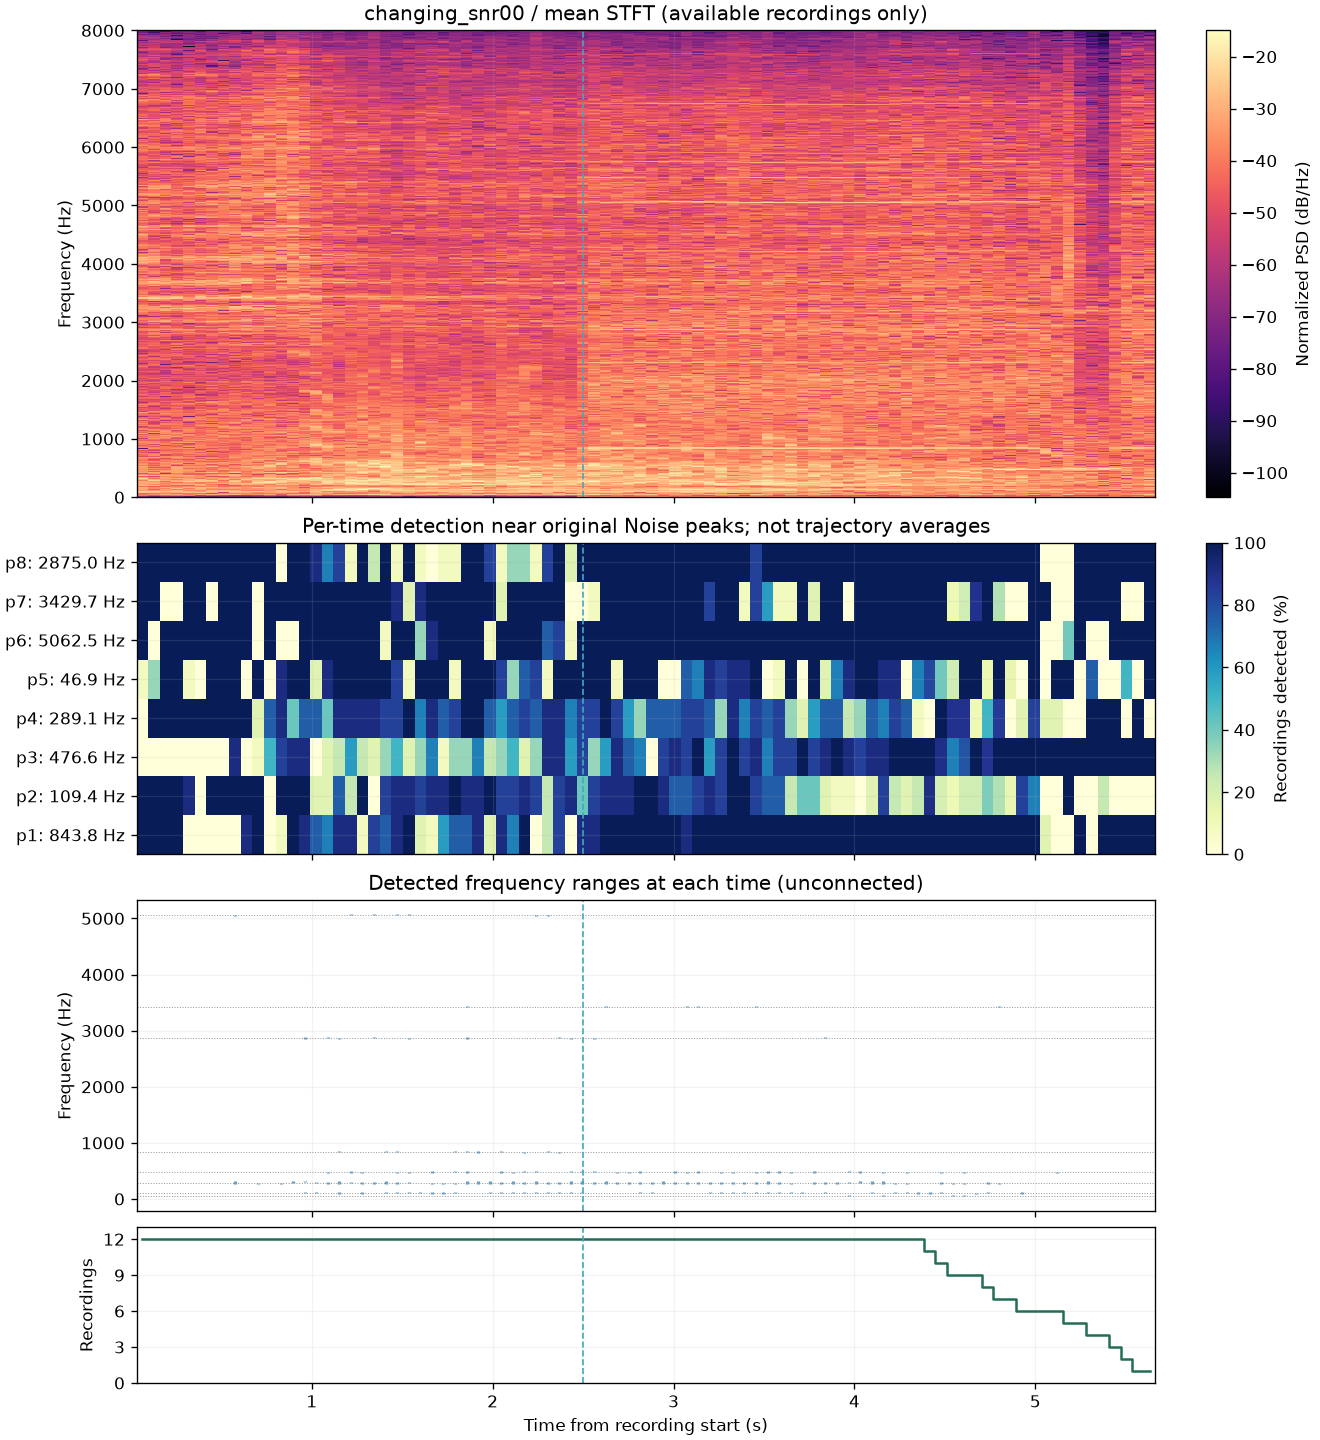 changing_snr00 / mean STFT (available recordings only)
8000
7000
6000
5000
4000
3000
2000
1000
0
Frequency (Hz)
−20
−30
−40
−50
−60
−70
−80
−90
−100
Normalized PSD (dB/Hz)
Per-time detection near original Noise peaks; not trajectory averages
p8: 2875.0 Hz
p7: 3429.7 Hz
p6: 5062.5 Hz
p5: 46.9 Hz
p4: 289.1 Hz
p3: 476.6 Hz
p2: 109.4 Hz
p1: 843.8 Hz
100
80
60
40
20
0
Recordings detected (%)
Detected frequency ranges at each time (unconnected)
5000
4000
3000
2000
1000
0
Frequency (Hz)
12
9
6
3
0
Recordings
1 2 3 4 5
Time from recording start (s)